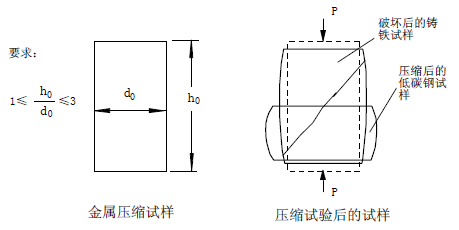 要求:
1≤ h0/d0 ≤3
d0
h0
金属压缩试样
P
破坏后的铸
铁试样
压缩后的
低碳钢试
样
P
压缩试验后的试样